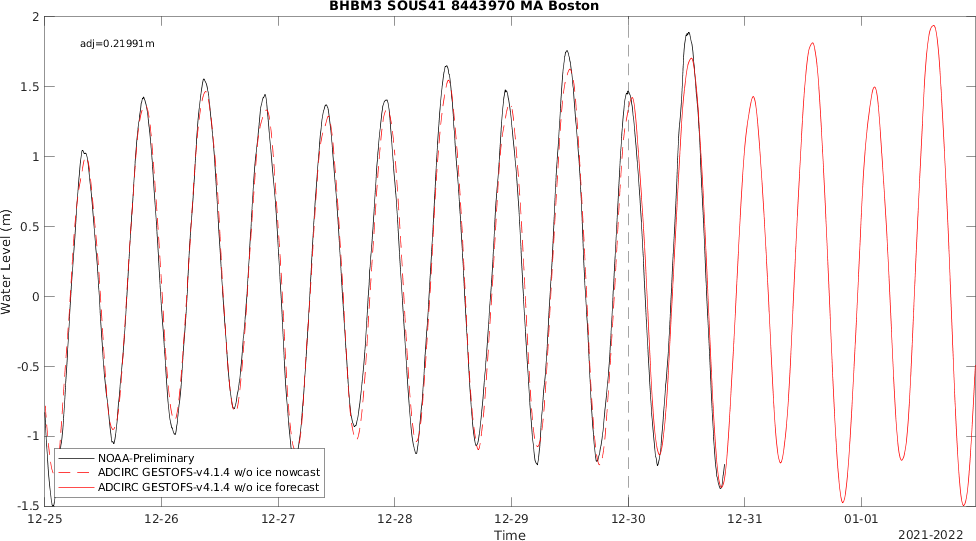 BHBM3 SOUS41 8443970 MA Boston
adj=0.21991m
2
1.5
1
0.5
0
-0.5
-1
-1.5
Water Level (m)
NOAA-Preliminary
ADCIRC GESTOFS-v4.1.4 w/o ice nowcast
ADCIRC GESTOFS-v4.1.4 w/o ice forecast
12-25 12-26 12-27 12-28 12-29 12-30 12-31 01-01
Time
2021-2022